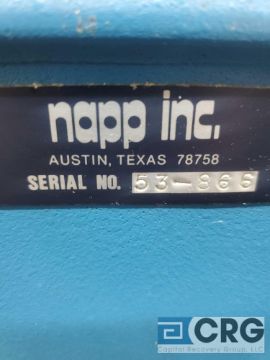 napp inc.
AUSTIN, TEXAS 78758
SERIAL NO. 53-866
CRG
Capital Recovery Group, LLC